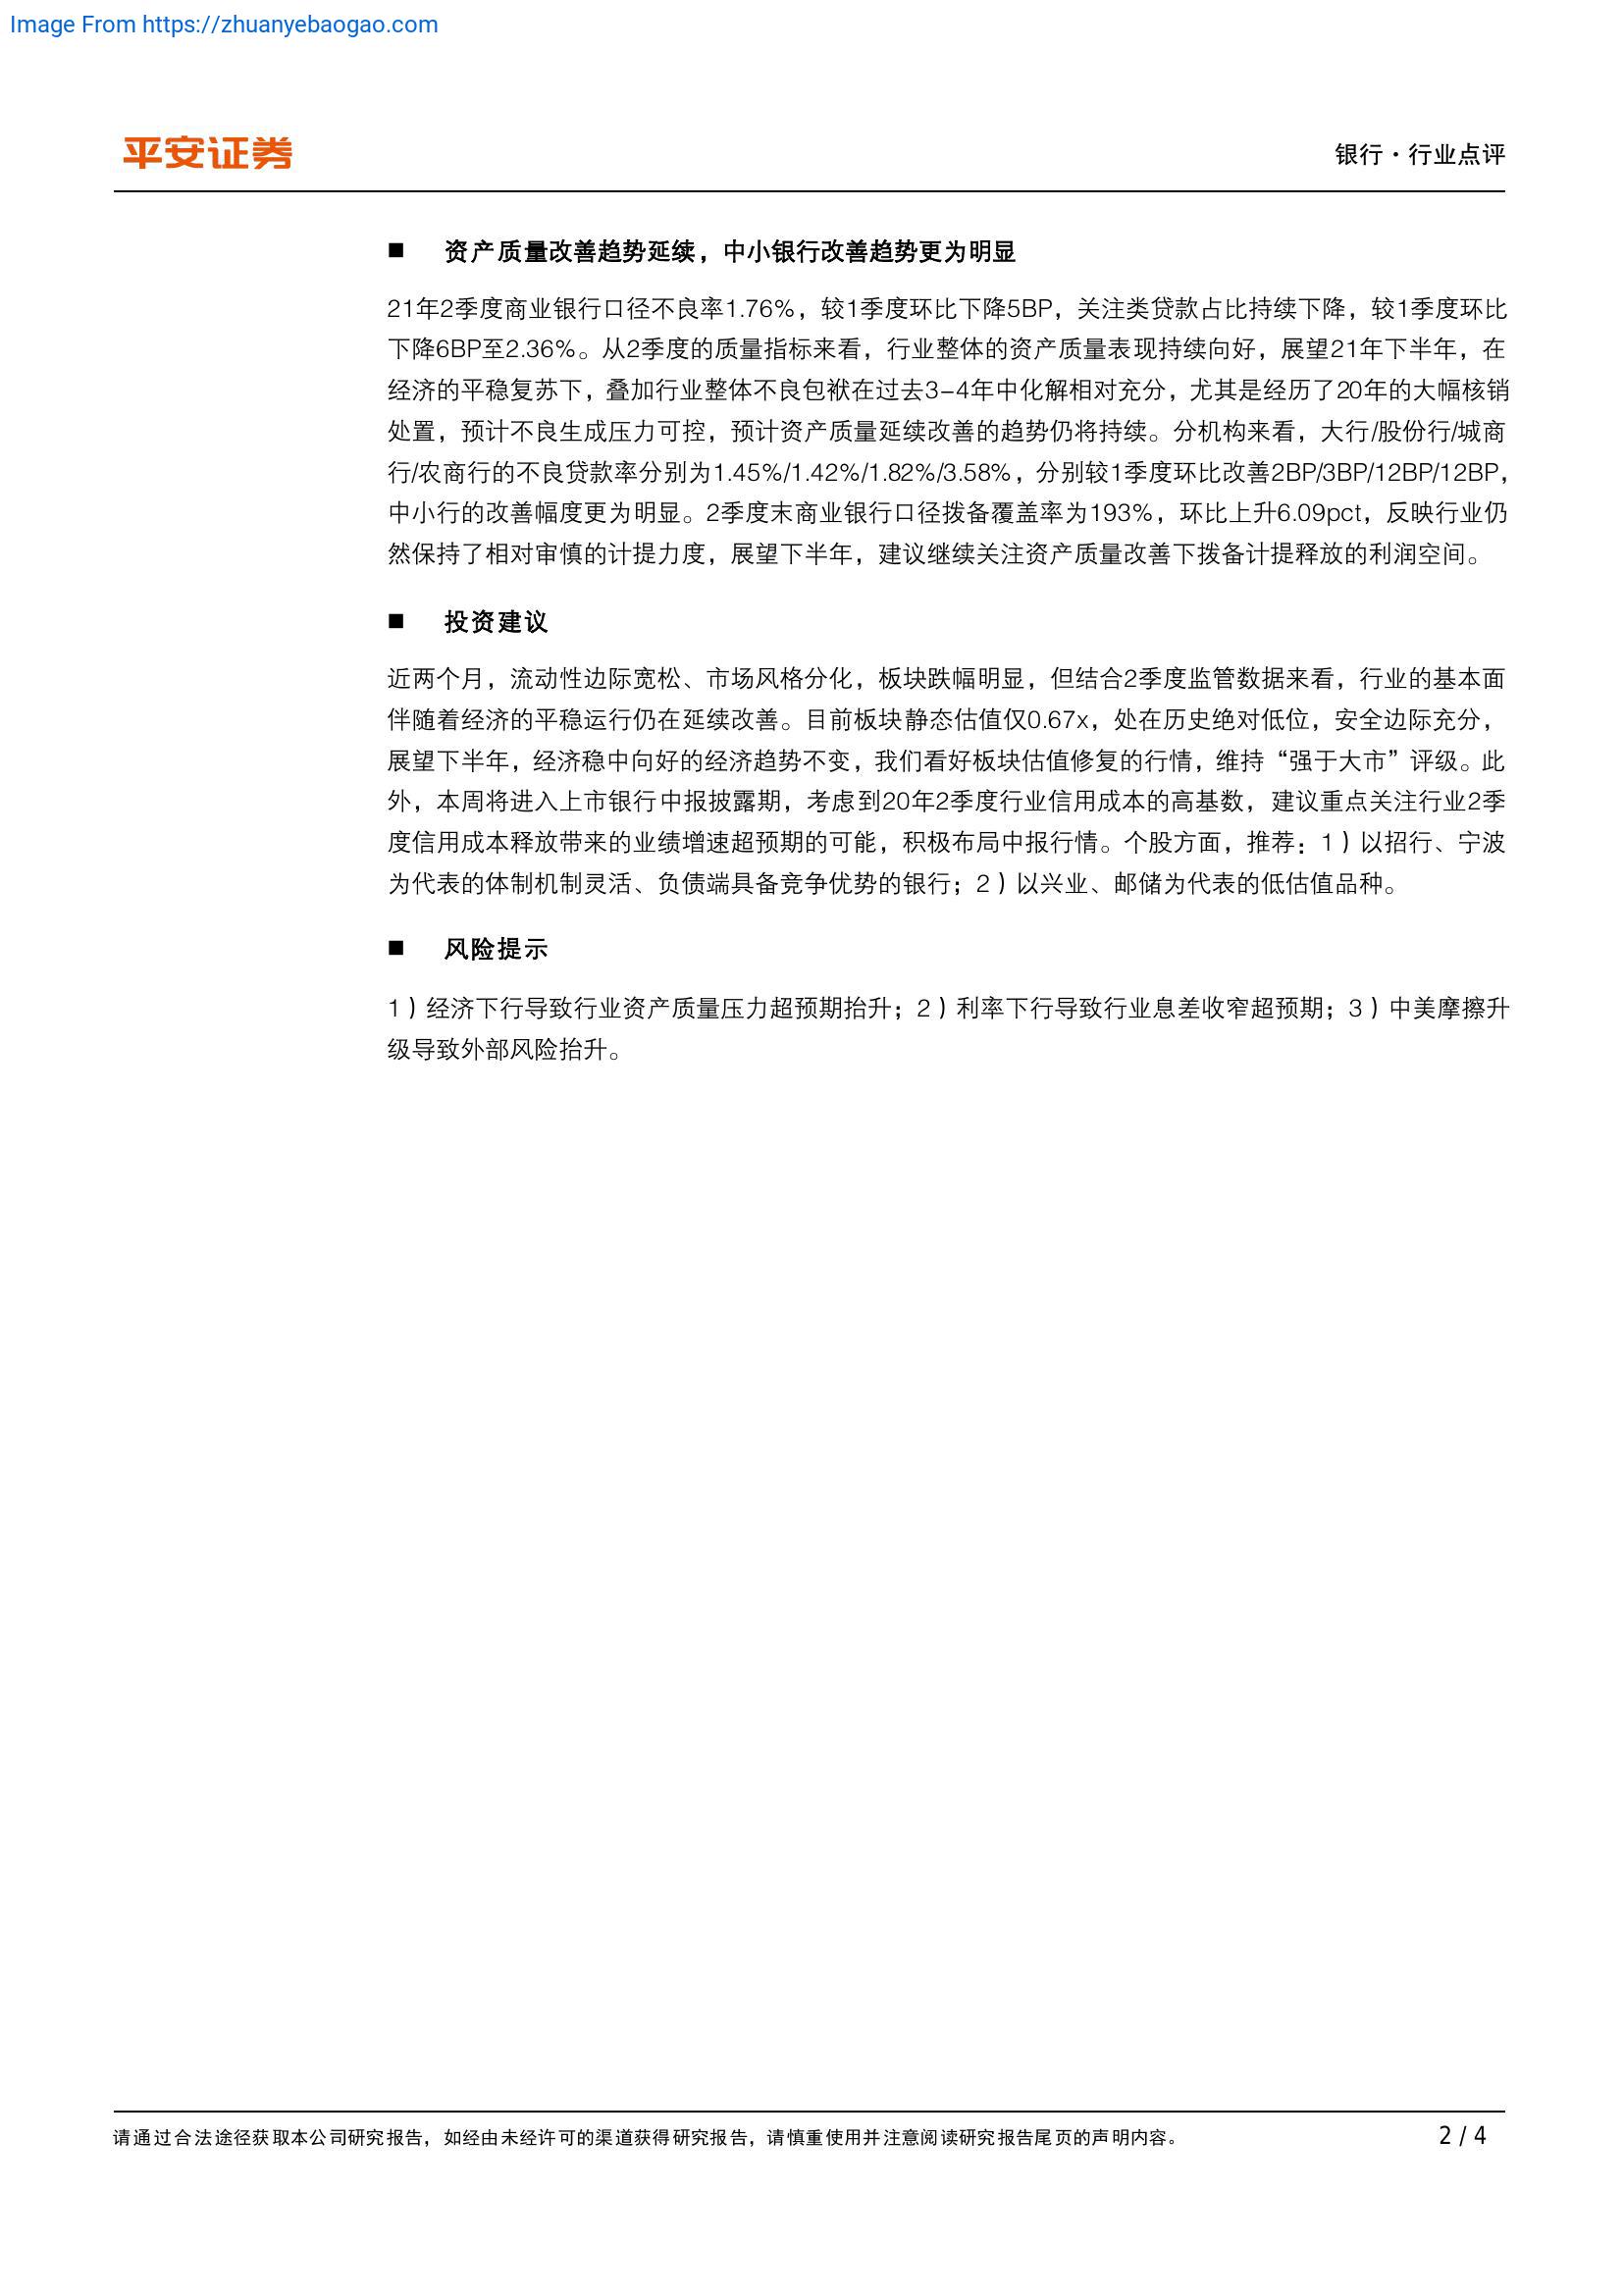 Image From https://zhuanyebaogao.com
平安证券
银行·行业点评
■ 资产质量改善趋势延续，中小银行改善趋势更为明显
21年2季度商业银行口径不良率1.76%，较1季度环比下降5BP，关注类贷款占比持续下降，较1季度环比
下降6BP至2.36%。从2季度的质量指标来看，行业整体的资产质量表现持续向好，展望21年下半年，在
经济的平稳复苏下，叠加行业整体不良包袱在过去3-4年中化解相对充分，尤其是经历了20年的大幅核销
处置，预计不良生成压力可控，预计资产质量延续改善的趋势仍将持续。分机构来看，大行/股份行/城商
行/农商行的不良贷款率分别为1.45%/1.42%/1.82%/3.58%，分别较1季度环比改善2BP/3BP/12BP/12BP，
中小行的改善幅度更为明显。2季度末商业银行口径拨备覆盖率为193%，环比上升6.09pct，反映行业仍
然保持了相对审慎的计提力度，展望下半年，建议继续关注资产质量改善下拨备计提释放的利润空间。
■ 投资建议
近两个月，流动性边际宽松、市场风格分化，板块跌幅明显，但结合2季度监管数据来看，行业的基本面
伴随着经济的平稳运行仍在延续改善。目前板块静态估值仅0.67x，处在历史绝对低位，安全边际充分，
展望下半年，经济稳中向好的经济趋势不变，我们看好板块估值修复的行情，维持“强于大市”评级。此
外，本周将进入上市银行中报披露期，考虑到20年2季度行业信用成本的高基数，建议重点关注行业2季
度信用成本释放带来的业绩增速超预期的可能，积极布局中报行情。个股方面，推荐：1）以招行、宁波
为代表的体制机制灵活、负债端具备竞争优势的银行；2）以兴业、邮储为代表的低估值品种。
■ 风险提示
1）经济下行导致行业资产质量压力超预期抬升；2）利率下行导致行业息差收窄超预期；3）中美摩擦升
级导致外部风险抬升。
请通过合法途径获取本公司研究报告，如经由未经许可的渠道获得研究报告，请慎重使用并注意阅读研究报告尾页的声明内容。
2 / 4